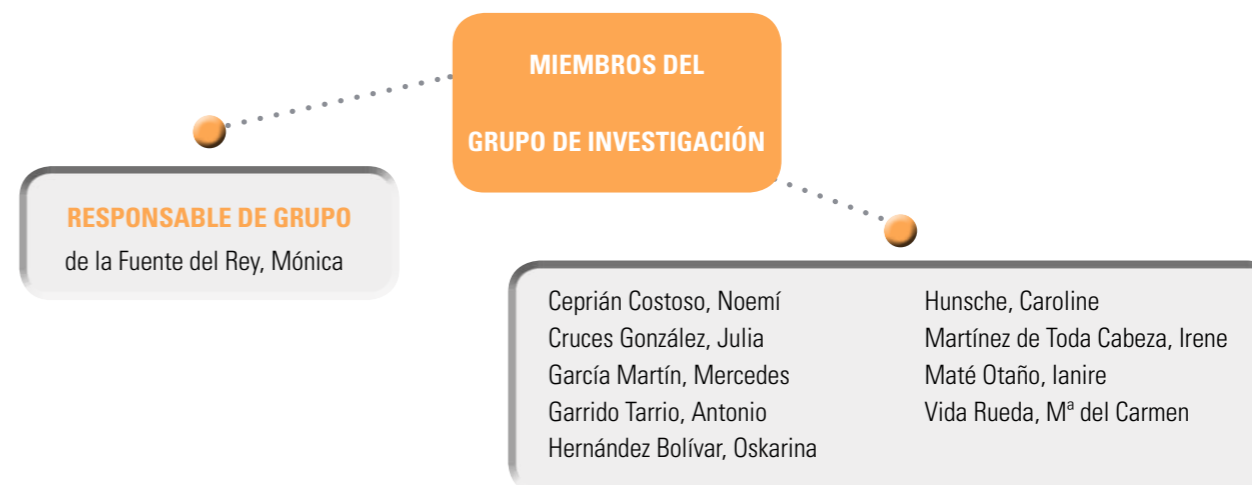 MIEMBROS DEL
GRUPO DE INVESTIGACIÓN
RESPONSABLE DE GRUPO
de la Fuente del Rey, Mónica
Ceprián Costoso, Noemí
Cruces González, Julia
García Martín, Mercedes
Garrido Tarrio, Antonio
Hernández Bolívar, Oskarina
Hunsche, Caroline
Martínez de Toda Cabeza, Irene
Maté Otaño, Ianire
Vida Rueda, Mª del Carmen